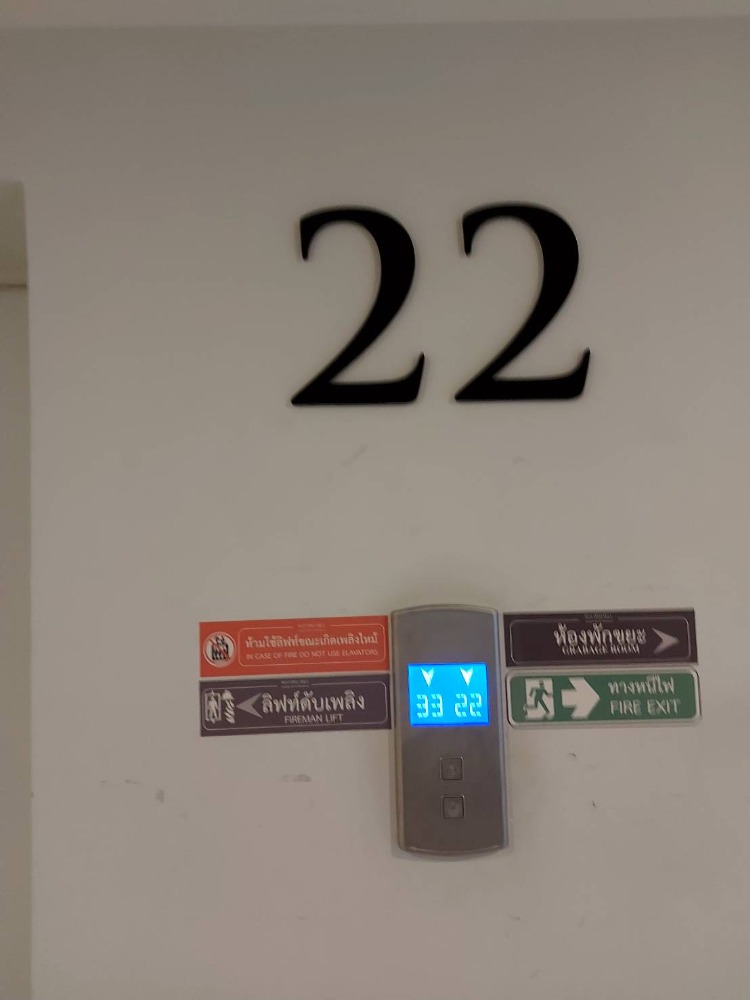 22
ห้ามใช้ลิฟท์ขณะเกิดเพลิงไหม้
IN CASE OF FIRE DO NOT USE ELAVATORS
ลิฟท์ดับเพลิง
FIREMAN LIFT
33 22
ห้องพักขยะ
GRABAGE ROOM
ทางหนีไฟ
FIRE EXIT